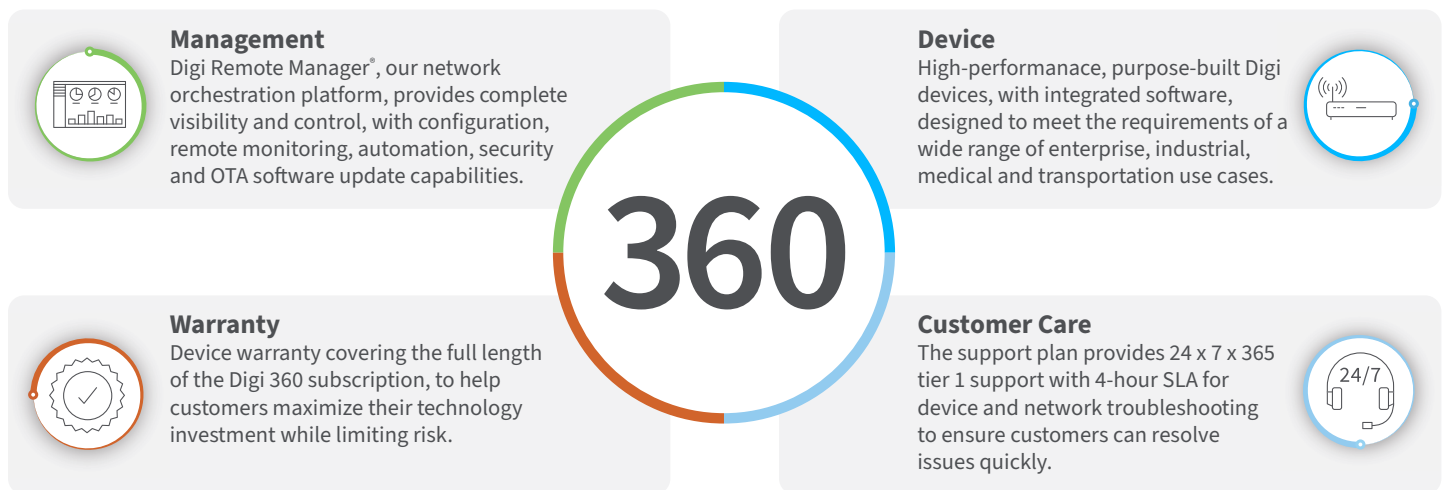 Management
Digi Remote Manager®, our network
orchestration platform, provides complete
visibility and control, with configuration,
remote monitoring, automation, security
and OTA software update capabilities.
Device
High-performanace, purpose-built Digi
devices, with integrated software,
designed to meet the requirements of a
wide range of enterprise, industrial,
medical and transportation use cases.
360
Warranty
Device warranty covering the full length
of the Digi 360 subscription, to help
customers maximize their technology
investment while limiting risk.
Customer Care
The support plan provides 24 x 7 x 365
tier 1 support with 4-hour SLA for
device and network troubleshooting
to ensure customers can resolve
issues quickly.
24/7